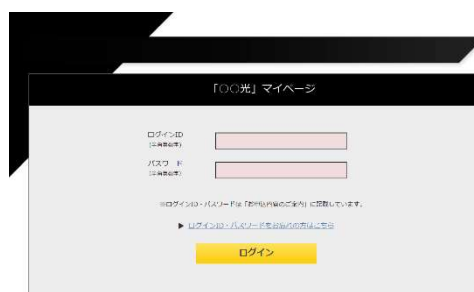 「○○光」マイページ
ログインID
(半角英数字)
パスワード
(半角英数字)
※ログインID・パスワードは「お申込内容のご案内」に記載しています。
▶ ログインID・パスワードをお忘れの方はこちら
ログイン